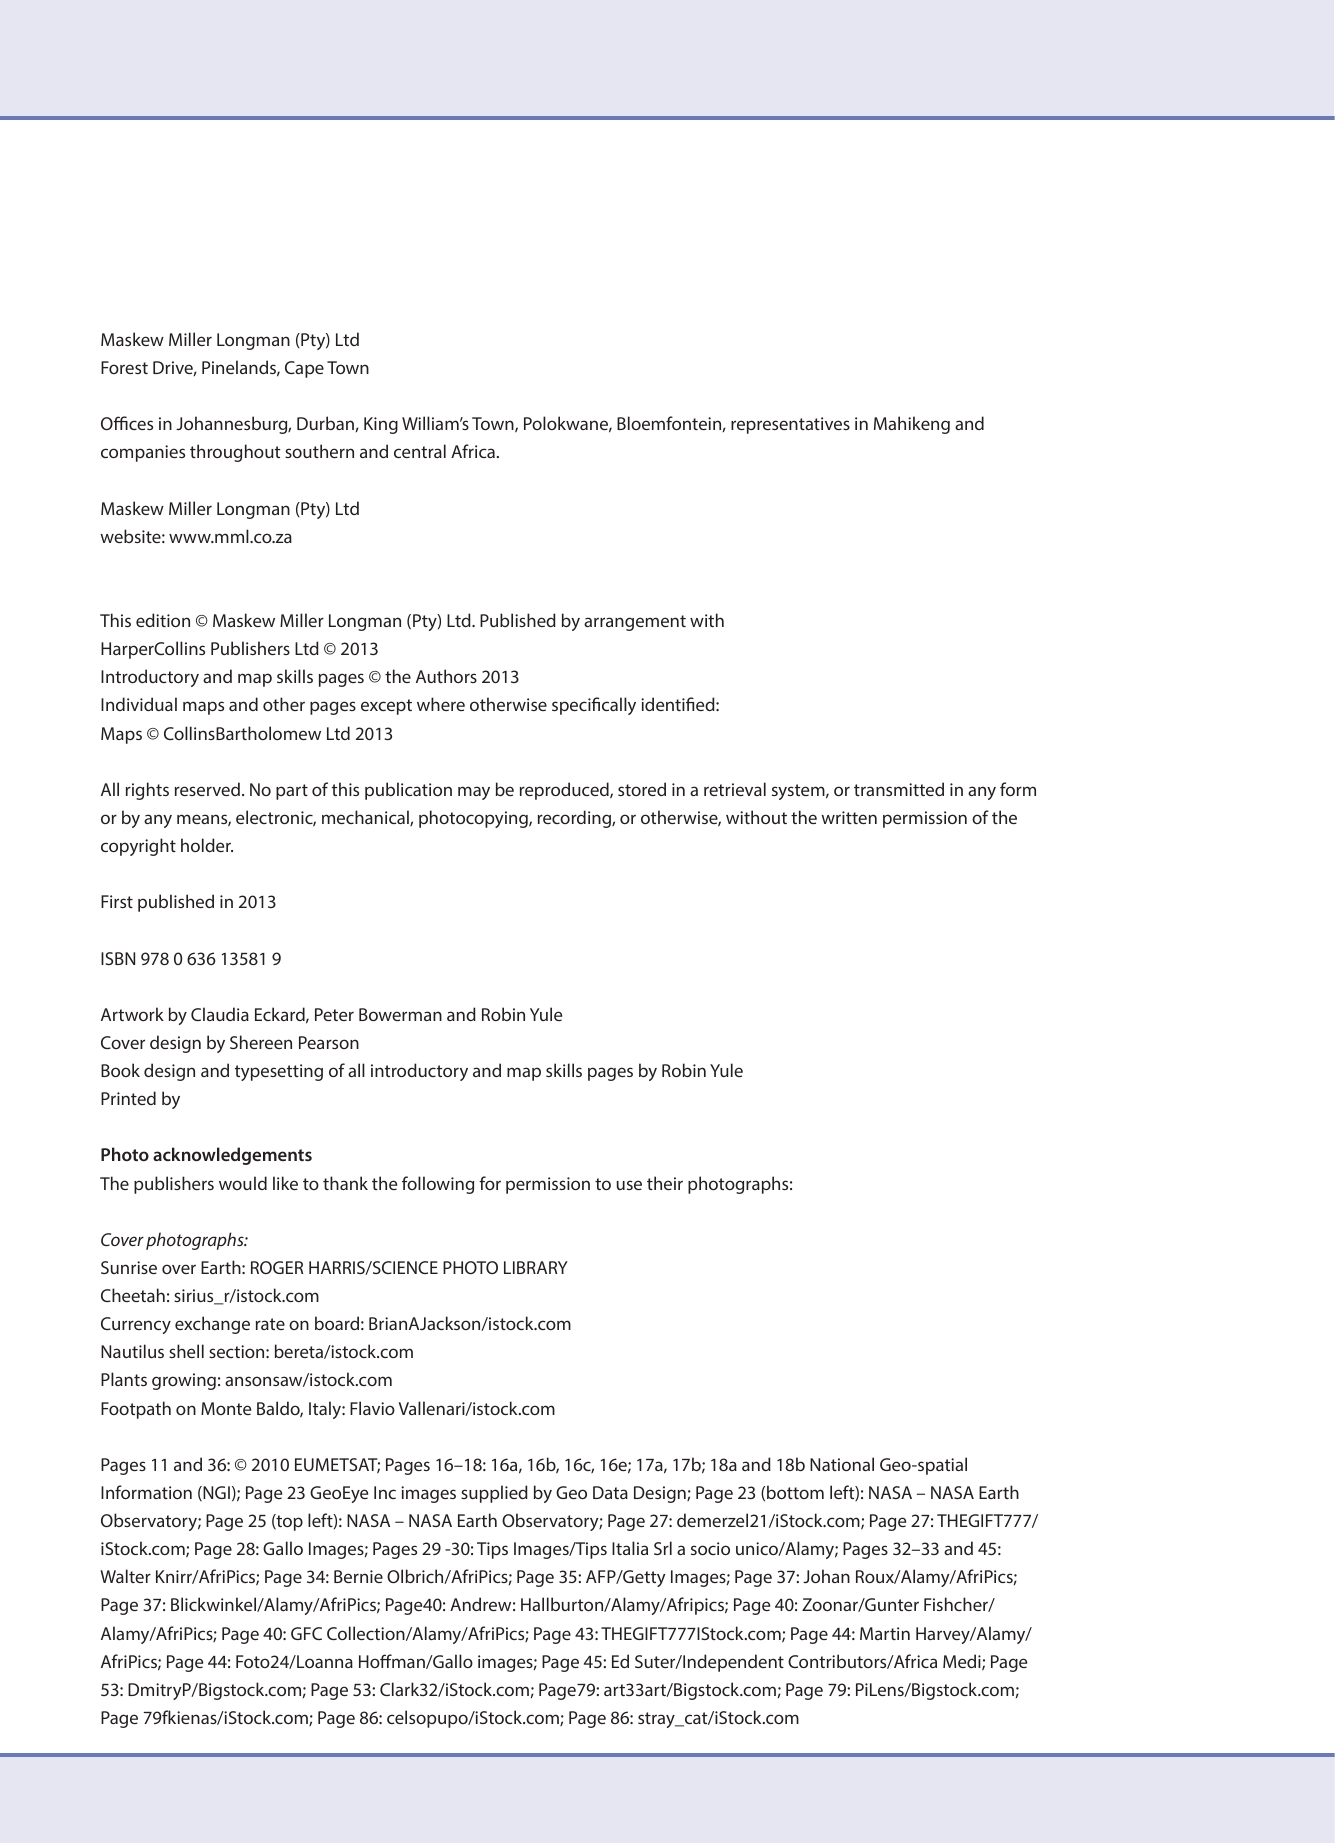 Maskew Miller Longman (Pty) Ltd
Forest Drive, Pinelands, Cape Town
Offices in Johannesburg, Durban, King William’s Town, Polokwane, Bloemfontein, representatives in Mahikeng and
companies throughout southern and central Africa.
Maskew Miller Longman (Pty) Ltd
website: www.mml.co.za
This edition © Maskew Miller Longman (Pty) Ltd. Published by arrangement with
HarperCollins Publishers Ltd © 2013
Introductory and map skills pages © the Authors 2013
Individual maps and other pages except where otherwise specifically identified:
Maps © CollinsBartholomew Ltd 2013
All rights reserved. No part of this publication may be reproduced, stored in a retrieval system, or transmitted in any form
or by any means, electronic, mechanical, photocopying, recording, or otherwise, without the written permission of the
copyright holder.
First published in 2013
ISBN 978 0 636 13581 9
Artwork by Claudia Eckard, Peter Bowerman and Robin Yule
Cover design by Shereen Pearson
Book design and typesetting of all introductory and map skills pages by Robin Yule
Printed by
Photo acknowledgements
The publishers would like to thank the following for permission to use their photographs:
Cover photographs:
Sunrise over Earth: ROGER HARRIS/SCIENCE PHOTO LIBRARY
Cheetah: sirius_r/istock.com
Currency exchange rate on board: BrianAJackson/istock.com
Nautilus shell section: bereta/istock.com
Plants growing: ansonsaw/istock.com
Footpath on Monte Baldo, Italy: Flavio Vallenari/istock.com
Pages 11 and 36: © 2010 EUMETSAT; Pages 16–18: 16a, 16b, 16c, 16e; 17a, 17b; 18a and 18b National Geo-spatial
Information (NGI); Page 23 GeoEye Inc images supplied by Geo Data Design; Page 23 (bottom left): NASA – NASA Earth
Observatory; Page 25 (top left): NASA – NASA Earth Observatory; Page 27: demerzel21/iStock.com; Page 27: THEGIFT777/
iStock.com; Page 28: Gallo Images; Pages 29 -30: Tips Images/Tips Italia Srl a socio unico/Alamy; Pages 32–33 and 45:
Walter Knirr/AfriPics; Page 34: Bernie Olbrich/AfriPics; Page 35: AFP/Getty Images; Page 37: Johan Roux/Alamy/AfriPics;
Page 37: Blickwinkel/Alamy/AfriPics; Page40: Andrew: Hallburton/Alamy/Afripics; Page 40: Zoonar/Gunter Fishcher/
Alamy/AfriPics; Page 40: GFC Collection/Alamy/AfriPics; Page 43: THEGIFT777IStock.com; Page 44: Martin Harvey/Alamy/
AfriPics; Page 44: Foto24/Loanna Hoffman/Gallo images; Page 45: Ed Suter/Independent Contributors/Africa Medi; Page
53: DmitryP/Bigstock.com; Page 53: Clark32/iStock.com; Page79: art33art/Bigstock.com; Page 79: PiLens/Bigstock.com;
Page 79fkienas/iStock.com; Page 86: celsopupo/iStock.com; Page 86: stray_cat/iStock.com